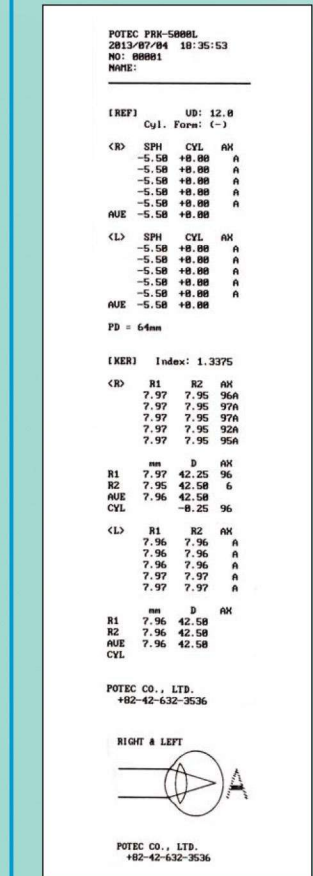 POTEC PRK-5000L
2013/07/04 18:35:53
NO: 00001
NAME:
[REF] VD: 12.0
Cyl. Form: (-)
<R> SPH CYL AX
-5.50 +0.00 A
-5.50 +0.00 A
-5.50 +0.00 A
-5.50 +0.00 A
-5.50 +0.00 A
AVE -5.50 +0.00
<L> SPH CYL AX
-5.50 +0.00 A
-5.50 +0.00 A
-5.50 +0.00 A
-5.50 +0.00 A
-5.50 +0.00 A
AVE -5.50 +0.00
PD = 64mm
[KER] Index: 1.3375
<R> R1 R2 AX
7.97 7.95 96A
7.97 7.95 97A
7.97 7.95 97A
7.97 7.95 92A
7.97 7.95 95A
mm D AX
R1 7.97 42.25 96
R2 7.95 42.50 6
AVE 7.96 42.50
CYL -0.25 96
<L> R1 R2 AX
7.96 7.96 A
7.96 7.96 A
7.96 7.96 A
7.97 7.97 A
7.97 7.97 A
mm D AX
R1 7.96 42.50
R2 7.96 42.50
AVE 7.96 42.50
CYL
POTEC CO., LTD.
+82-42-632-3536
RIGHT & LEFT
A
POTEC CO., LTD.
+82-42-632-3536